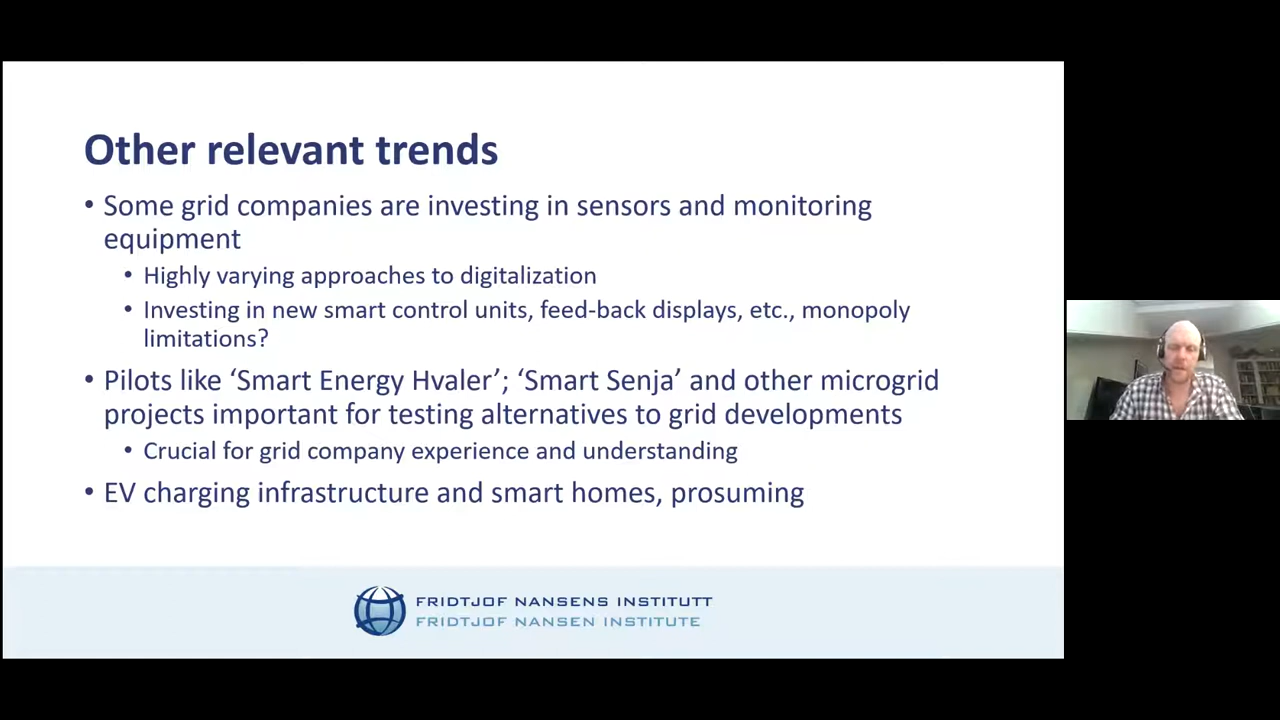 Other relevant trends
• Some grid companies are investing in sensors and monitoring
equipment
• Highly varying approaches to digitalization
• Investing in new smart control units, feed-back displays, etc., monopoly
limitations?
• Pilots like ‘Smart Energy Hvaler’; ‘Smart Senja’ and other microgrid
projects important for testing alternatives to grid developments
• Crucial for grid company experience and understanding
• EV charging infrastructure and smart homes, prosuming
FRIDTJOF NANSENS INSTITUTT
FRIDTJOF NANSEN INSTITUTE